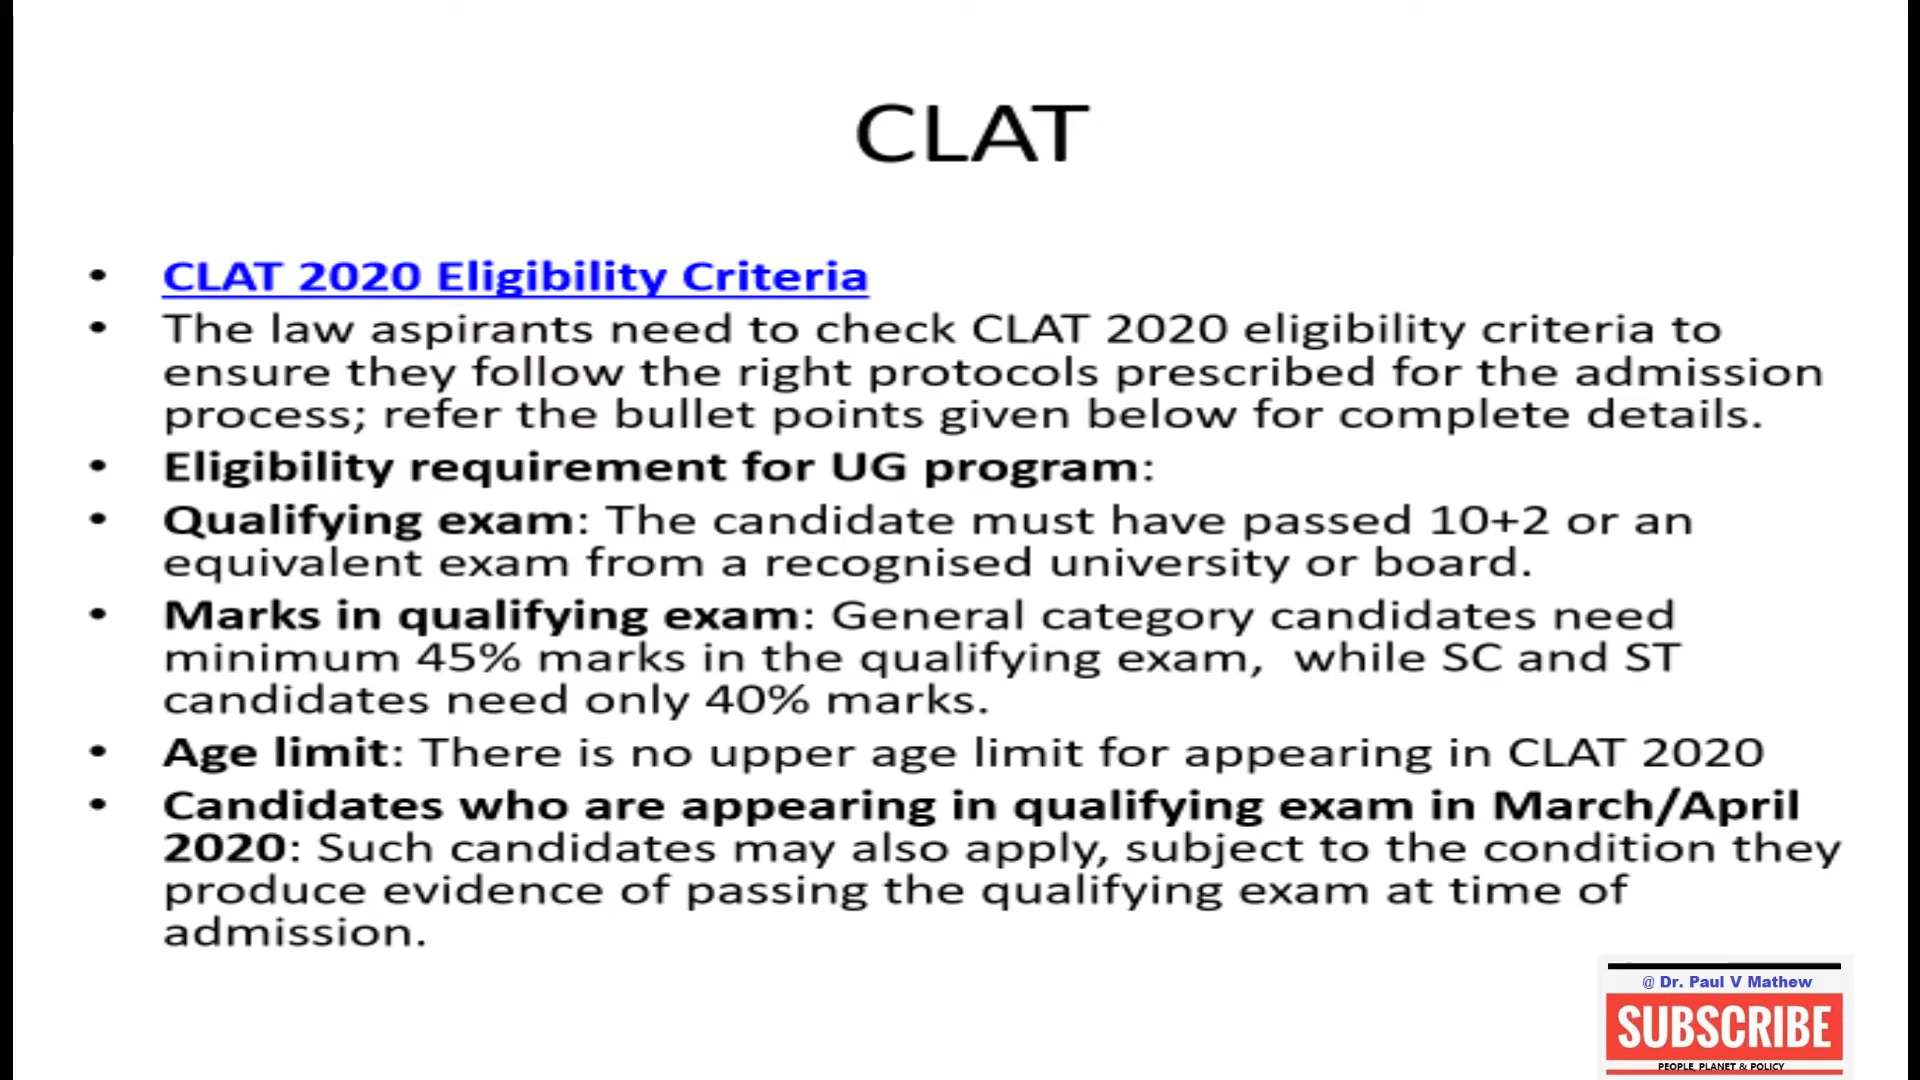 CLAT
• CLAT 2020 Eligibility Criteria
• The law aspirants need to check CLAT 2020 eligibility criteria to
ensure they follow the right protocols prescribed for the admission
process; refer the bullet points given below for complete details.
• Eligibility requirement for UG program:
• Qualifying exam: The candidate must have passed 10+2 or an
equivalent exam from a recognised university or board.
• Marks in qualifying exam: General category candidates need
minimum 45% marks in the qualifying exam,  while SC and ST
candidates need only 40% marks.
• Age limit: There is no upper age limit for appearing in CLAT 2020
• Candidates who are appearing in qualifying exam in March/April
2020: Such candidates may also apply, subject to the condition they
produce evidence of passing the qualifying exam at time of
admission.
@ Dr. Paul V Mathew
SUBSCRIBE
PEOPLE, PLANET & POLICY